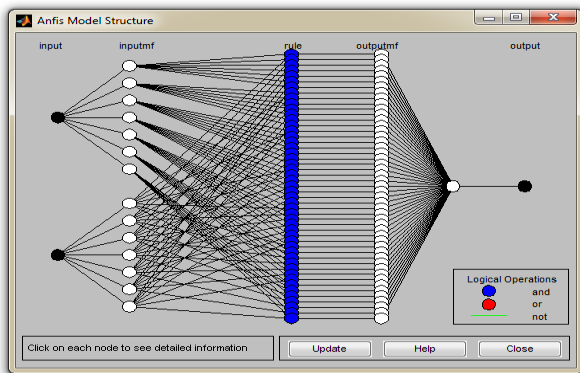 Anfis Model Structure
input inputmf rule outputmf output
Logical Operations
and
or
not
Click on each node to see detailed information
Update Help Close